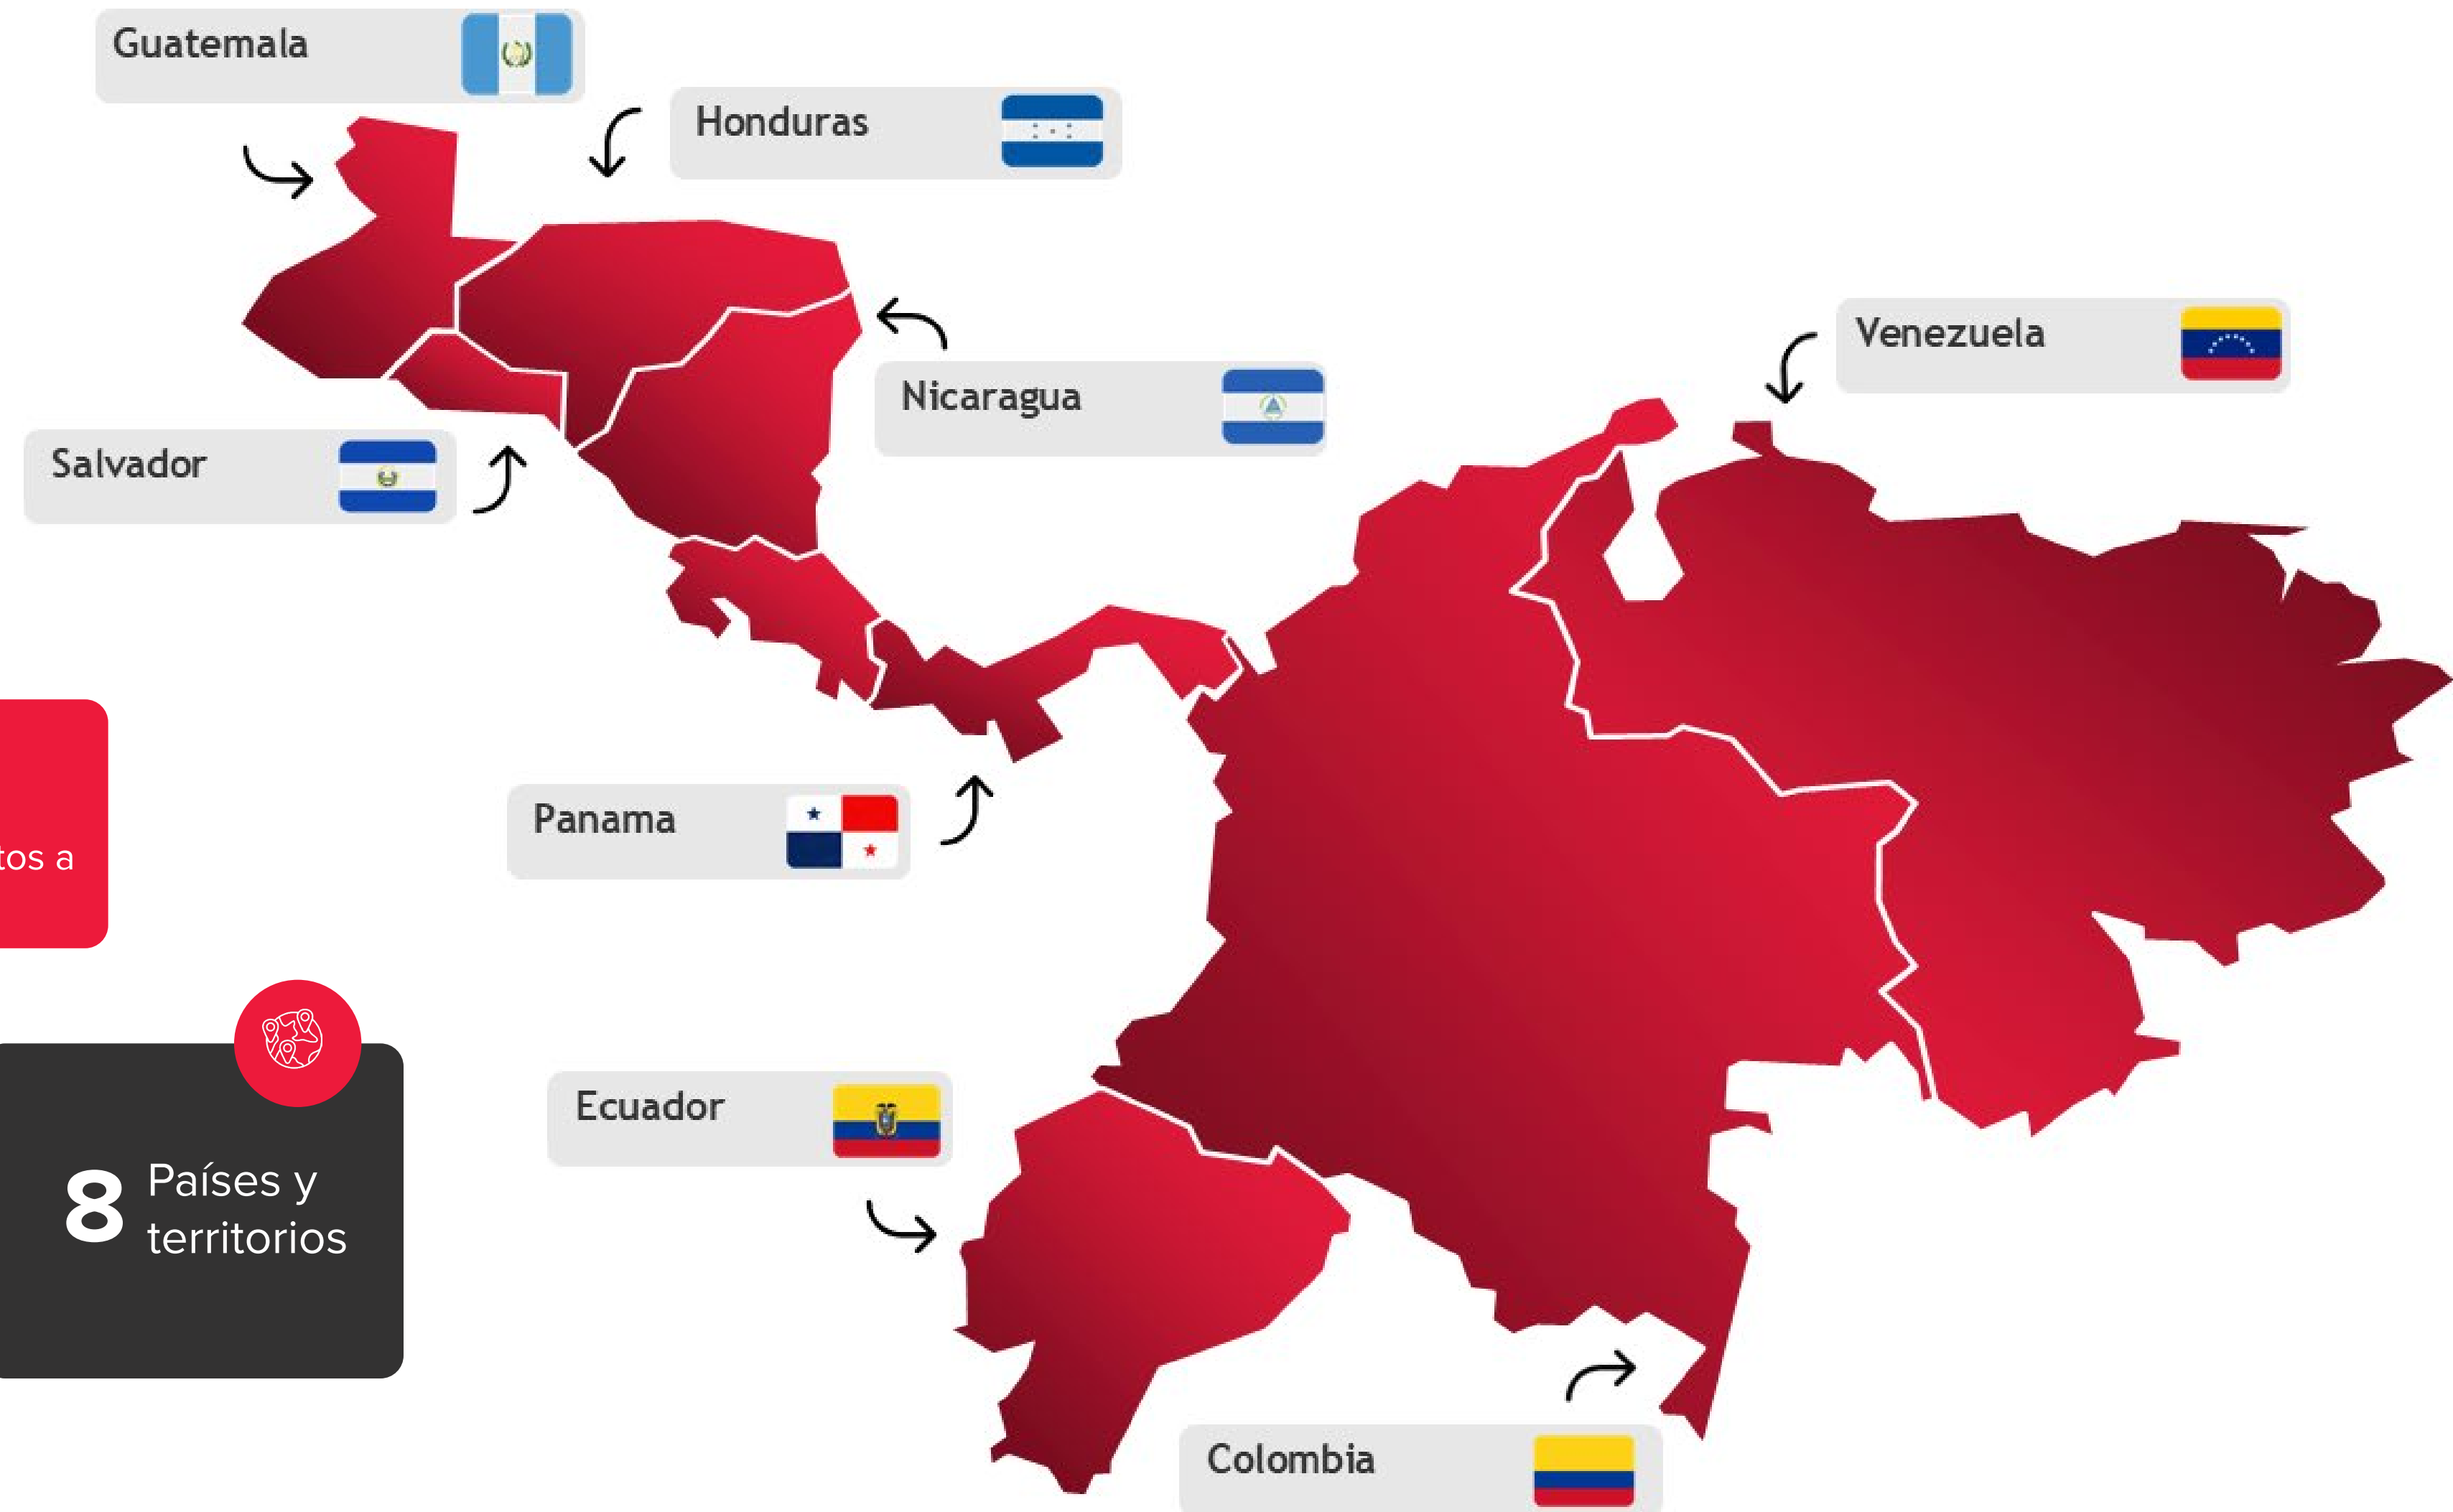 Guatemala
Honduras
Venezuela
Nicaragua
Salvador
Panama
tos a
Ecuador
8 Países y
territorios
Colombia